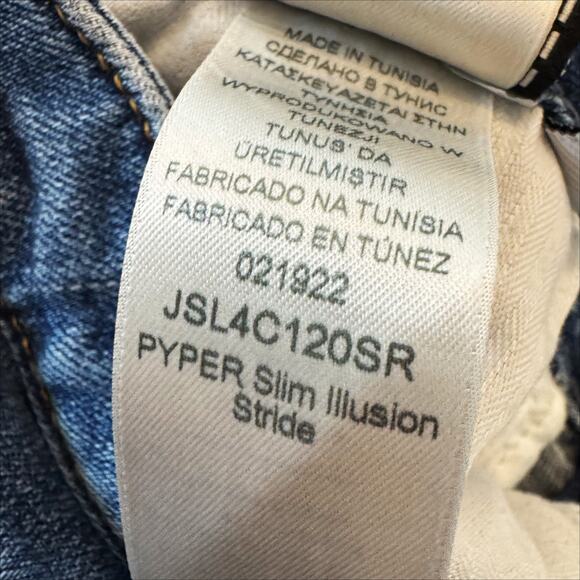 MADE IN TUNISIA
СДЕЛАНО В ТУНИС
ΚΑΤΑΣΚΕΥΑΖΕΤΑΙ ΣΤΗΝ
ΤΥΝΗΣΙΑ
WYPRODUKOWANO W
TUNEZJI
TUNUS' DA
ÜRETILMISTIR
FABRICADO NA TUNÍSIA
FABRICADO EN TÚNEZ
021922
JSL4C120SR
PYPER Slim Illusion
Stride